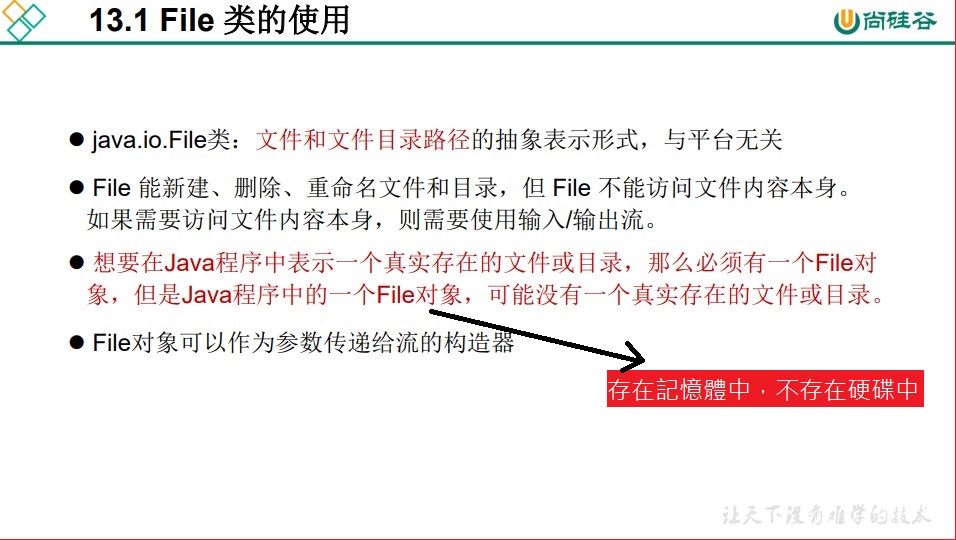 13.1 File 类的使用
尚硅谷
● java.io.File类：文件和文件目录路径的抽象表示形式，与平台无关
● File 能新建、删除、重命名文件和目录，但 File 不能访问文件内容本身。
如果需要访问文件内容本身，则需要使用输入/输出流。
● 想要在Java程序中表示一个真实存在的文件或目录，那么必须有一个File对
象，但是Java程序中的一个File对象，可能没有一个真实存在的文件或目录。
● File对象可以作为参数传递给流的构造器
存在記憶體中，不存在硬碟中
让天下没有难学的技术